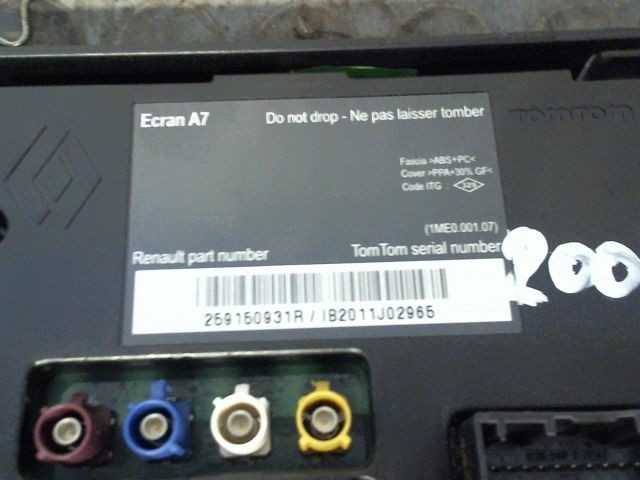 Ecran A7
Do not drop - Ne pas laisser tomber
TOMTOM
Fascia >ABS+PC<
Cover >PPA+30% GF<
Code ITG
(1ME0.001.07)
Renault part number
TomTom serial number
200
259150931R / IB2011J02965